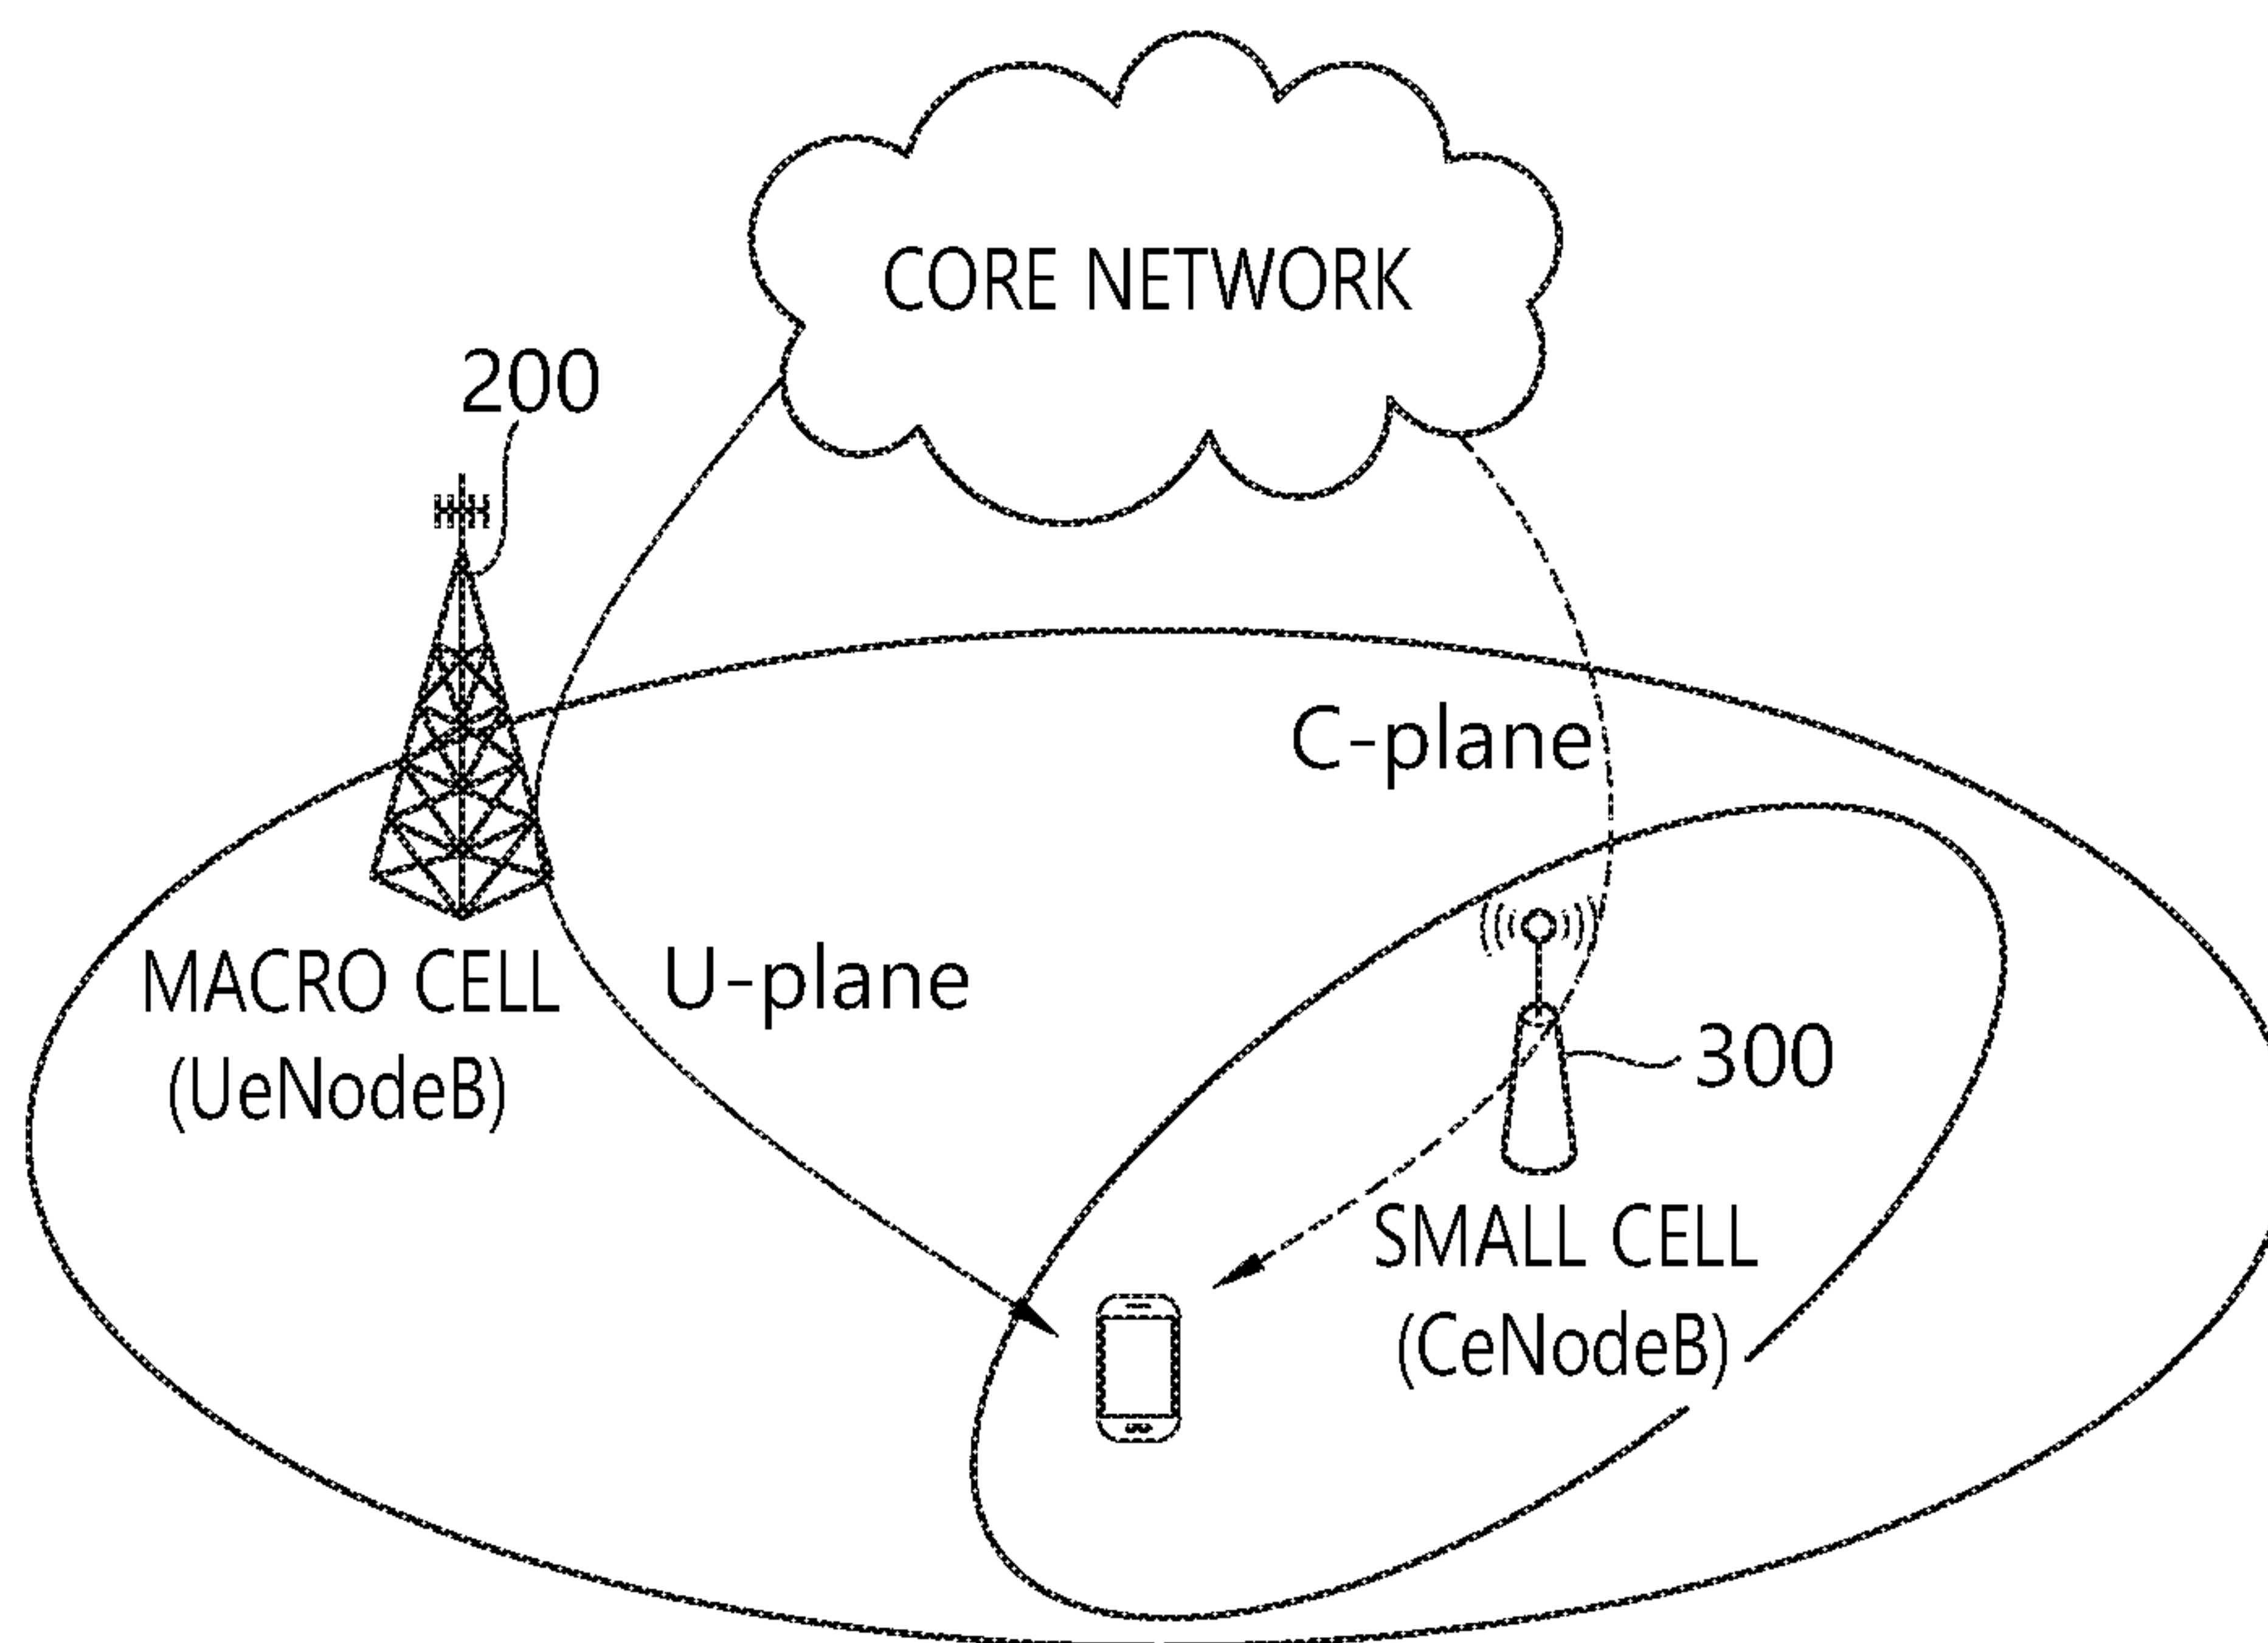 CORE NETWORK
200
C-plane
MACRO CELL
(UeNodeB)
U-plane
300
SMALL CELL
(CeNodeB)